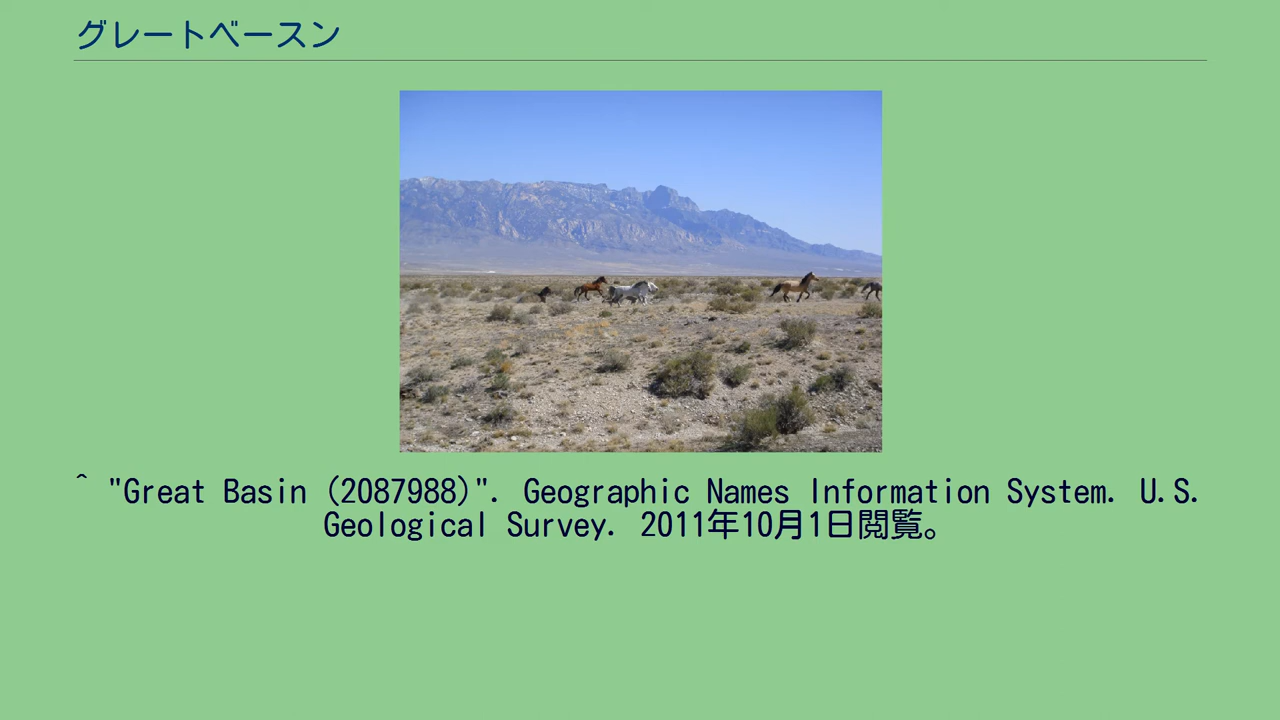 グレートベースン
^ "Great Basin (2087988)". Geographic Names Information System. U.S.
Geological Survey. 2011年10月1日閲覧。